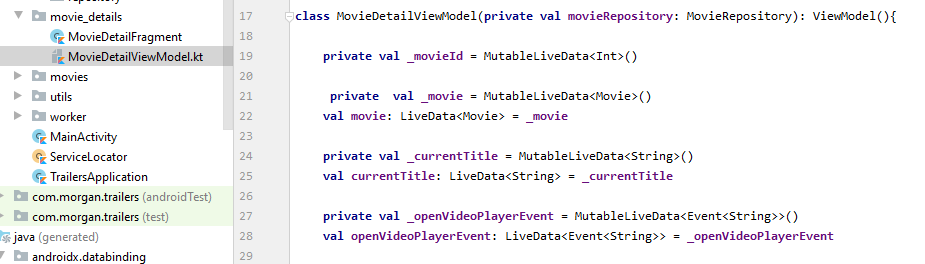 repository
movie_details
MovieDetailFragment
MovieDetailViewModel.kt
movies
utils
worker
MainActivity
ServiceLocator
TrailersApplication
com.morgan.trailers (androidTest)
com.morgan.trailers (test)
java (generated)
androidx.databinding
17 class MovieDetailViewModel(private val movieRepository: MovieRepository): ViewModel(){
18
19 private val _movieId = MutableLiveData<Int>()
20
21 private  val _movie = MutableLiveData<Movie>()
22 val movie: LiveData<Movie> = _movie
23
24 private val _currentTitle = MutableLiveData<String>()
25 val currentTitle: LiveData<String> = _currentTitle
26
27 private val _openVideoPlayerEvent = MutableLiveData<Event<String>>()
28 val openVideoPlayerEvent: LiveData<Event<String>> = _openVideoPlayerEvent
29